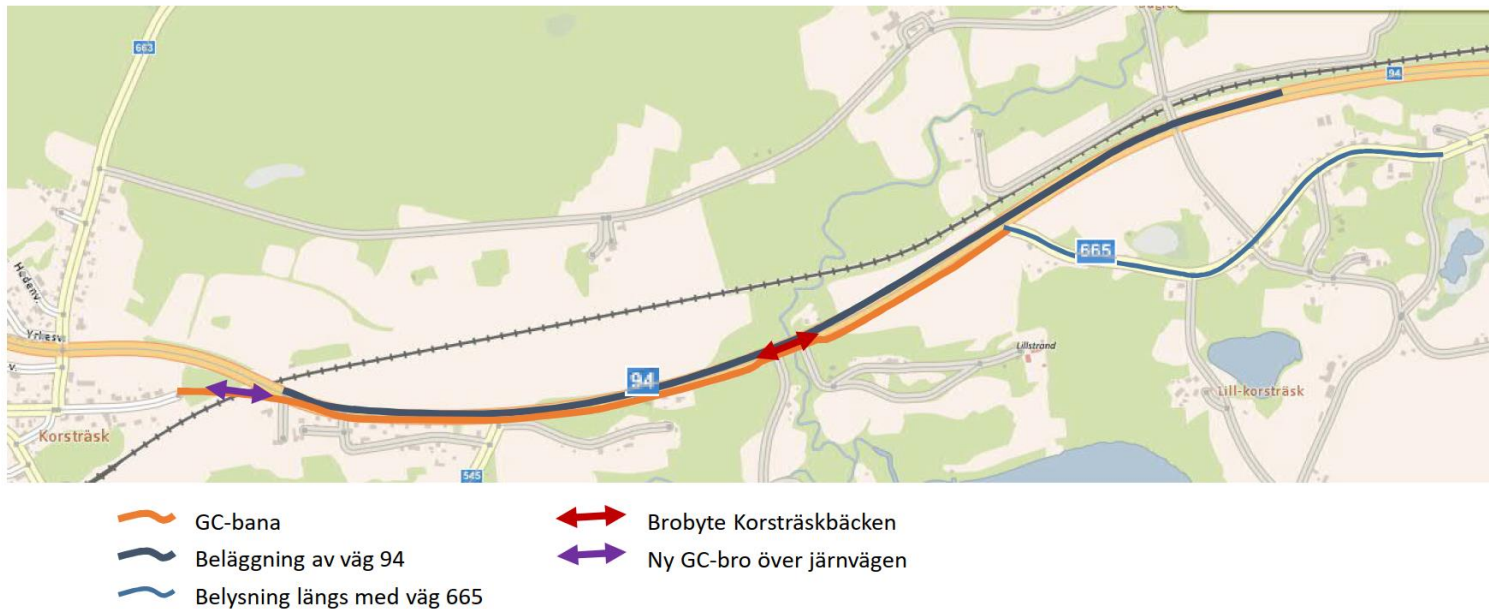 663
94
Hedenv.
665
Yrkesv.
v.
Lillstrand
94
Lill-korsträsk
Korsträsk
545
GC-bana
Brobyte Korsträskbäcken
Beläggning av väg 94
Ny GC-bro över järnvägen
Belysning längs med väg 665